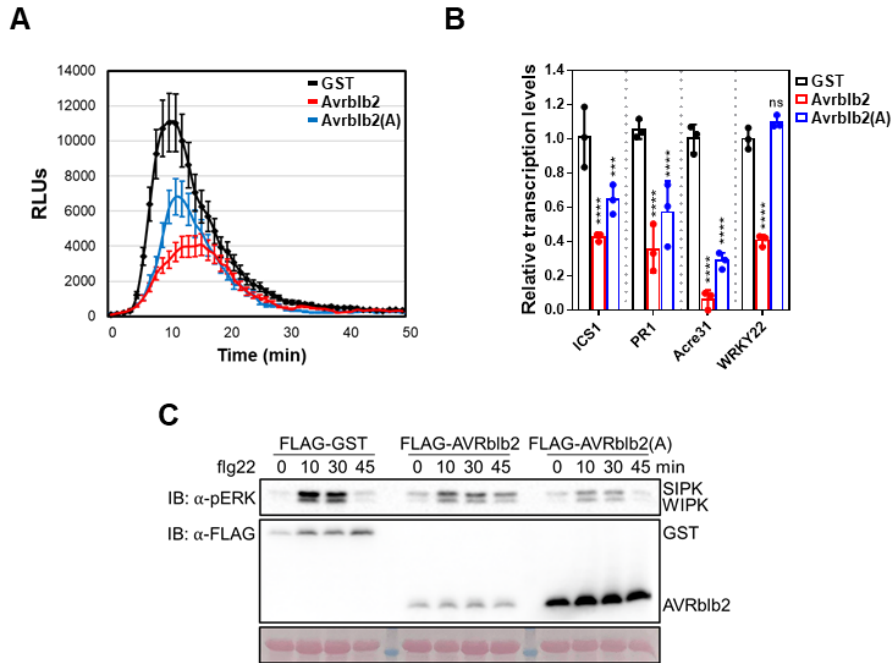 A
14000
12000
10000
8000
6000
4000
2000
0
RLUs
0 10 20 30 40 50
Time (min)
GST
Avrblb2
Avrblb2(A)
B
1.4
1.2
1.0
0.8
0.6
0.4
0.2
0.0
Relative transcription levels
**** ***
**** ****
**** ****
**** ns
ICS1 PR1 Acre31 WRKY22
GST
Avrblb2
Avrblb2(A)
C
FLAG-GST FLAG-AVRblb2 FLAG-AVRblb2(A)
flg22 0 10 30 45 0 10 30 45 0 10 30 45 min
IB: α-pERK SIPK
WIPK
IB: α-FLAG GST
AVRblb2